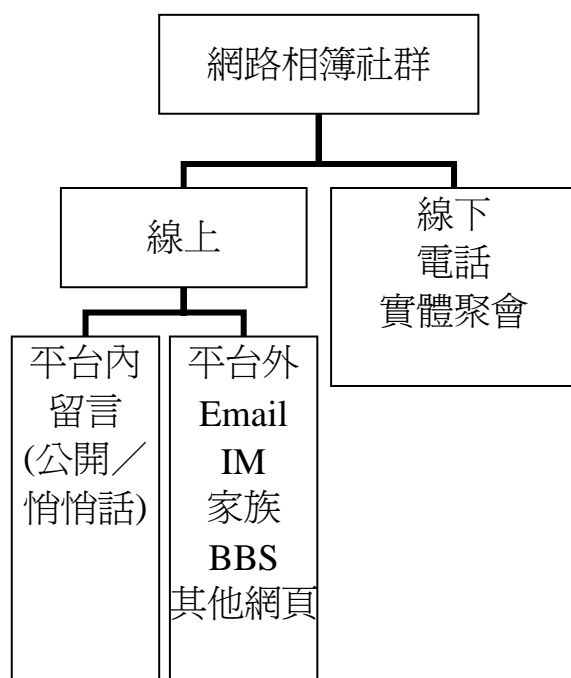 網路相簿社群
線上
線下
電話
實體聚會
平台內
留言
(公開／
悄悄話)
平台外
Email
IM
家族
BBS
其他網頁